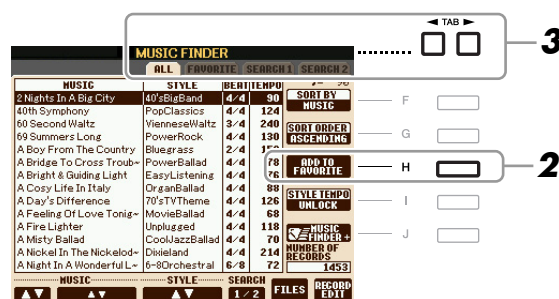 ◄ TAB ►
3
MUSIC FINDER
ALL FAVORITE SEARCH 1 SEARCH 2
MUSIC STYLE BEAT TEMPO
2 Nights In A Big City 40'sBigBand 4/4 90
SORT BY
MUSIC
F
40th Symphony PopClassics 4/4 124
60 Second Waltz VienneseWaltz 3/4 240
69 Summers Long PowerRock 4/4 130
SORT ORDER
ASCENDING
G
A Boy From The Country Bluegrass 2/4
A Bridge To Cross Troub~ PowerBallad 4/4 78
ADD TO
FAVORITE
H
2
A Bright & Guiding Light EasyListening 4/4 76
A Cosy Life In Italy OrganBallad 4/4 88
A Day's Difference 70'sTVTheme 4/4 126
STYLE TEMPO
UNLOCK
I
A Feeling Of Love Tonig~ MovieBallad 4/4 68
A Fire Lighter Unplugged 4/4 118
A Misty Ballad CoolJazzBallad 4/4 70
MUSIC
FINDER +
J
A Nickel In The Nickelod~ Dixieland 4/4 214
A Night In A Wonderful L~ 6-8Orchestral 6/8 72
NUMBER OF
RECORDS
1453
MUSIC STYLE SEARCH
1/2 FILES RECORD
EDIT